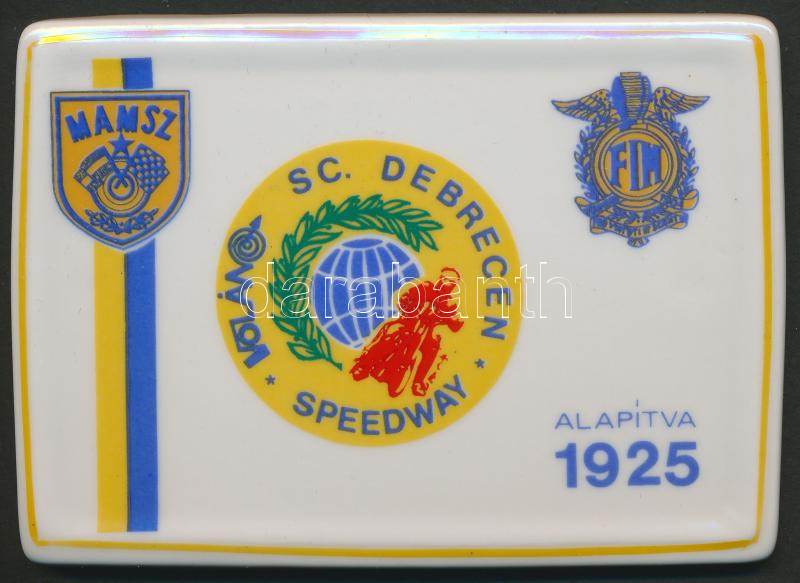 MAMSZ
FIM
SC. DEBRECEN
VOLÁN
* SPEEDWAY *
darabanth
ALAPÍTVA
1925